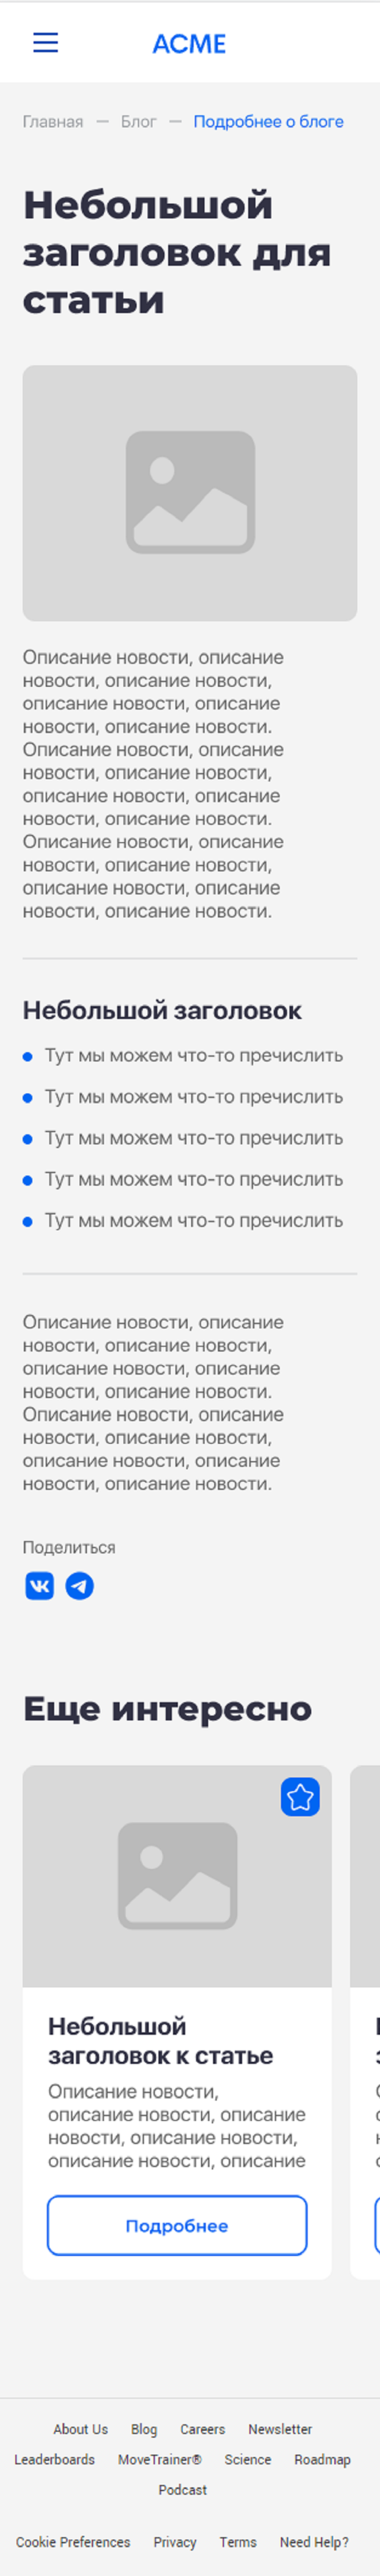 ACME
Главная — Блог — Подробнее о блоге
Небольшой
заголовок для
статьи
Описание новости, описание
новости, описание новости,
описание новости, описание
новости, описание новости.
Описание новости, описание
новости, описание новости,
описание новости, описание
новости, описание новости.
Описание новости, описание
новости, описание новости,
описание новости, описание
новости, описание новости.
Небольшой заголовок
Тут мы можем что-то пречислить
Тут мы можем что-то пречислить
Тут мы можем что-то пречислить
Тут мы можем что-то пречислить
Тут мы можем что-то пречислить
Описание новости, описание
новости, описание новости,
описание новости, описание
новости, описание новости.
Описание новости, описание
новости, описание новости,
описание новости, описание
новости, описание новости.
Поделиться
Еще интересно
Небольшой
заголовок к статье
Описание новости,
описание новости, описание
новости, описание новости,
описание новости, описание
Подробнее
About Us Blog Careers Newsletter
Leaderboards MoveTrainer® Science Roadmap
Podcast
Cookie Preferences Privacy Terms Need Help?